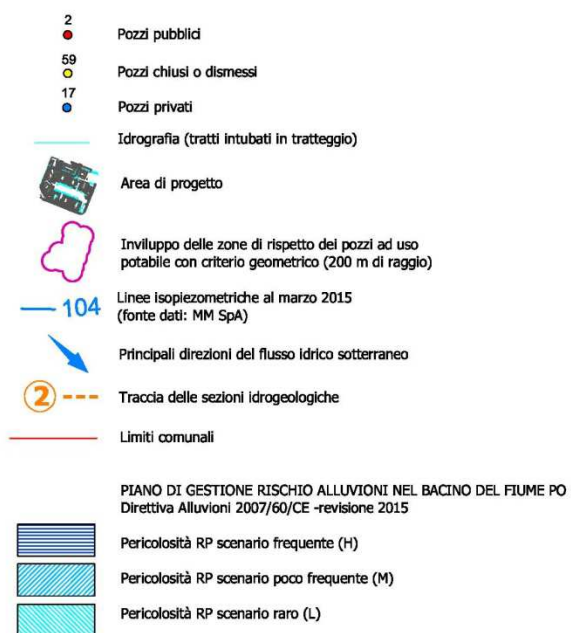 2
Pozzi pubblici
59
Pozzi chiusi o dismessi
17
Pozzi privati
Idrografia (tratti intubati in tratteggio)
Area di progetto
Inviluppo delle zone di rispetto dei pozzi ad uso
potabile con criterio geometrico (200 m di raggio)
104
Linee isopiezometriche al marzo 2015
(fonte dati: MM SpA)
Principali direzioni del flusso idrico sotterraneo
2
Traccia delle sezioni idrogeologiche
Limiti comunali
PIANO DI GESTIONE RISCHIO ALLUVIONI NEL BACINO DEL FIUME PO
Direttiva Alluvioni 2007/60/CE -revisione 2015
Pericolosità RP scenario frequente (H)
Pericolosità RP scenario poco frequente (M)
Pericolosità RP scenario raro (L)